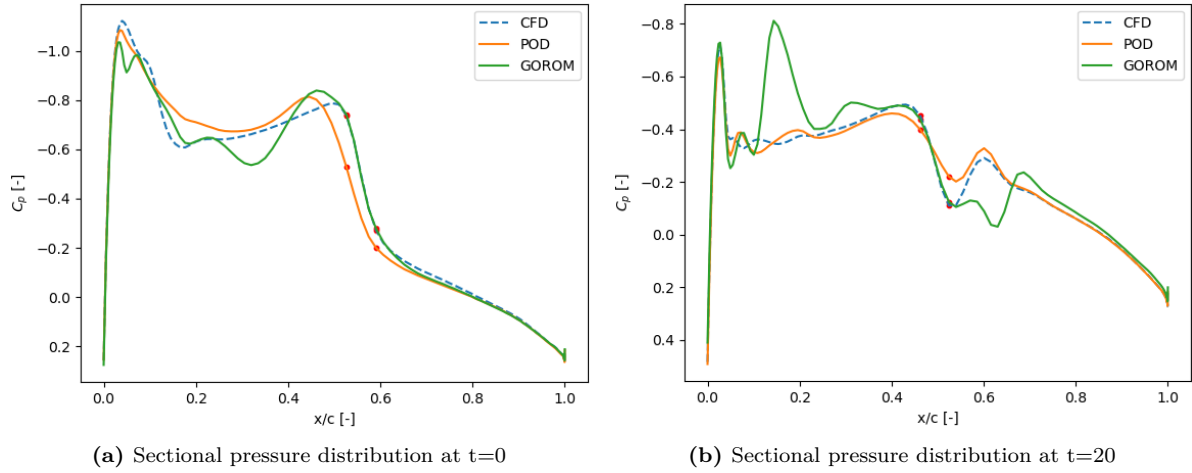 −1.0
−0.8
−0.6
−0.4
−0.2
0.0
0.2
Cp [-]
0.0 0.2 0.4 0.6 0.8 1.0
x/c [-]
CFD
POD
GOROM
(a) Sectional pressure distribution at t=0
−0.8
−0.6
−0.4
−0.2
0.0
0.2
0.4
Cp [-]
0.0 0.2 0.4 0.6 0.8 1.0
x/c [-]
CFD
POD
GOROM
(b) Sectional pressure distribution at t=20